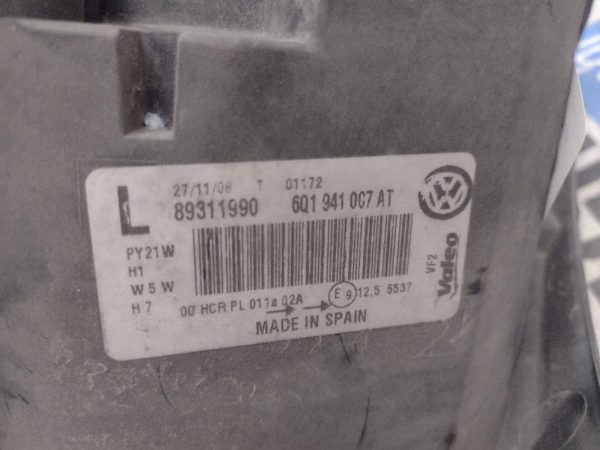 L
27/11/08 T 01172
89311990 6Q1 941 007 AT
PY21W
H1
W5W
H7
00 HCR PL 011a 02A E9 12,5 5537
MADE IN SPAIN
VF2
Valeo